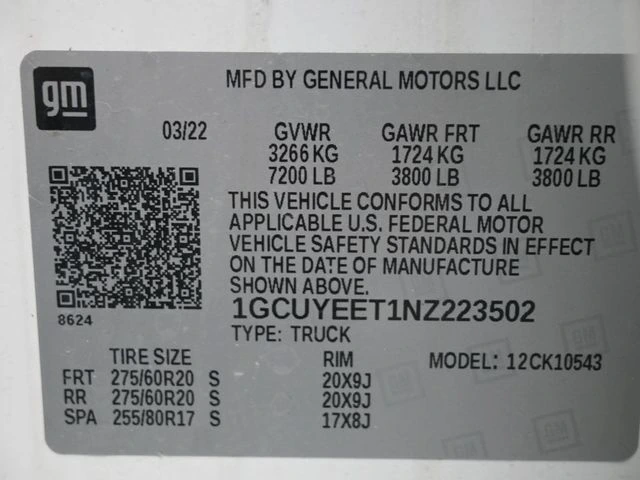 gm
MFD BY GENERAL MOTORS LLC
03/22 GVWR GAWR FRT GAWR RR
3266 KG 1724 KG 1724 KG
7200 LB 3800 LB 3800 LB
THIS VEHICLE CONFORMS TO ALL
APPLICABLE U.S. FEDERAL MOTOR
VEHICLE SAFETY STANDARDS IN EFFECT
ON THE DATE OF MANUFACTURE
SHOWN ABOVE.
8624
1GCUYEET1NZ223502
TYPE: TRUCK
TIRE SIZE RIM MODEL: 12CK10543
FRT 275/60R20 S 20X9J
RR 275/60R20 S 20X9J
SPA 255/80R17 S 17X8J